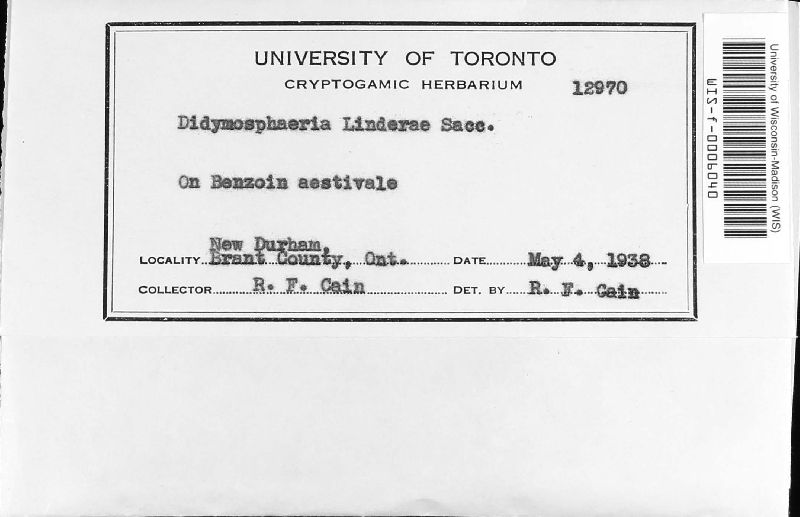 UNIVERSITY OF TORONTO
CRYPTOGAMIC HERBARIUM 12970
Didymosphaeria Linderae Sacc.
On Benzoin aestivale
New Durham,
LOCALITY Brant County, Ont. DATE May 4, 1938
COLLECTOR R. F. Cain DET. BY R. F. Cain
University of Wisconsin-Madison (WIS)
WIS-f-0009040